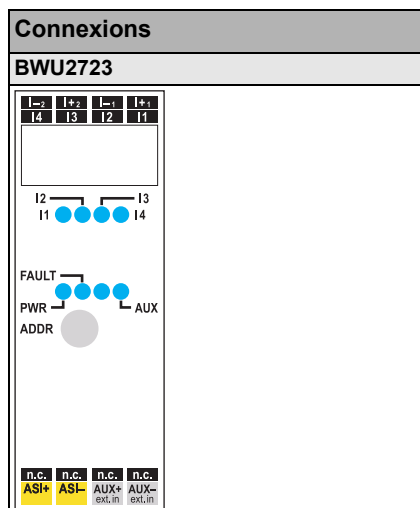 Connexions
BWU2723
I–₂ I+₂ I–₁ I+₁
I4 I3 I2 I1
I2 I3
I1 I4
FAULT
PWR AUX
ADDR
n.c. n.c. n.c. n.c.
ASI+ ASI– AUX+ AUX–
ext.in ext.in